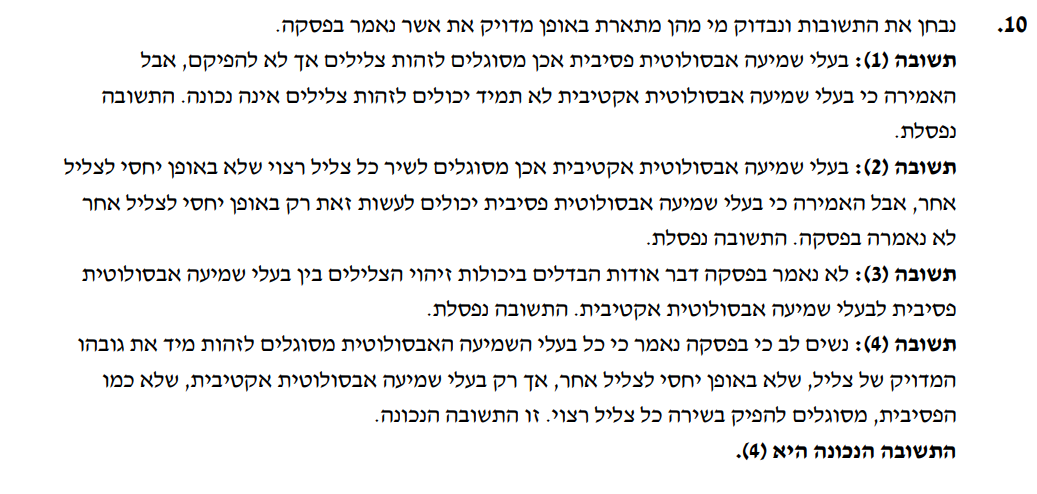 10. נבחן את התשובות ונבדוק מי מהן מתארת באופן מדויק את אשר נאמר בפסקה.
תשובה (1): בעלי שמיעה אבסולוטית פסיבית אכן מסוגלים לזהות צלילים אך לא להפיקם, אבל
האמירה כי בעלי שמיעה אבסולוטית אקטיבית לא תמיד יכולים לזהות צלילים אינה נכונה. התשובה
נפסלת.
תשובה (2): בעלי שמיעה אבסולוטית אקטיבית אכן מסוגלים לשיר כל צליל רצוי שלא באופן יחסי לצליל
אחר, אבל האמירה כי בעלי שמיעה אבסולוטית פסיבית יכולים לעשות זאת רק באופן יחסי לצליל אחר
לא נאמרה בפסקה. התשובה נפסלת.
תשובה (3): לא נאמר בפסקה דבר אודות הבדלים ביכולות זיהוי הצלילים בין בעלי שמיעה אבסולוטית
פסיבית לבעלי שמיעה אבסולוטית אקטיבית. התשובה נפסלת.
תשובה (4): נשים לב כי בפסקה נאמר כי כל בעלי השמיעה האבסולוטית מסוגלים לזהות מיד את גובהו
המדויק של צליל, שלא באופן יחסי לצליל אחר, אך רק בעלי שמיעה אבסולוטית אקטיבית, שלא כמו
הפסיבית, מסוגלים להפיק בשירה כל צליל רצוי. זו התשובה הנכונה.
התשובה הנכונה היא (4).